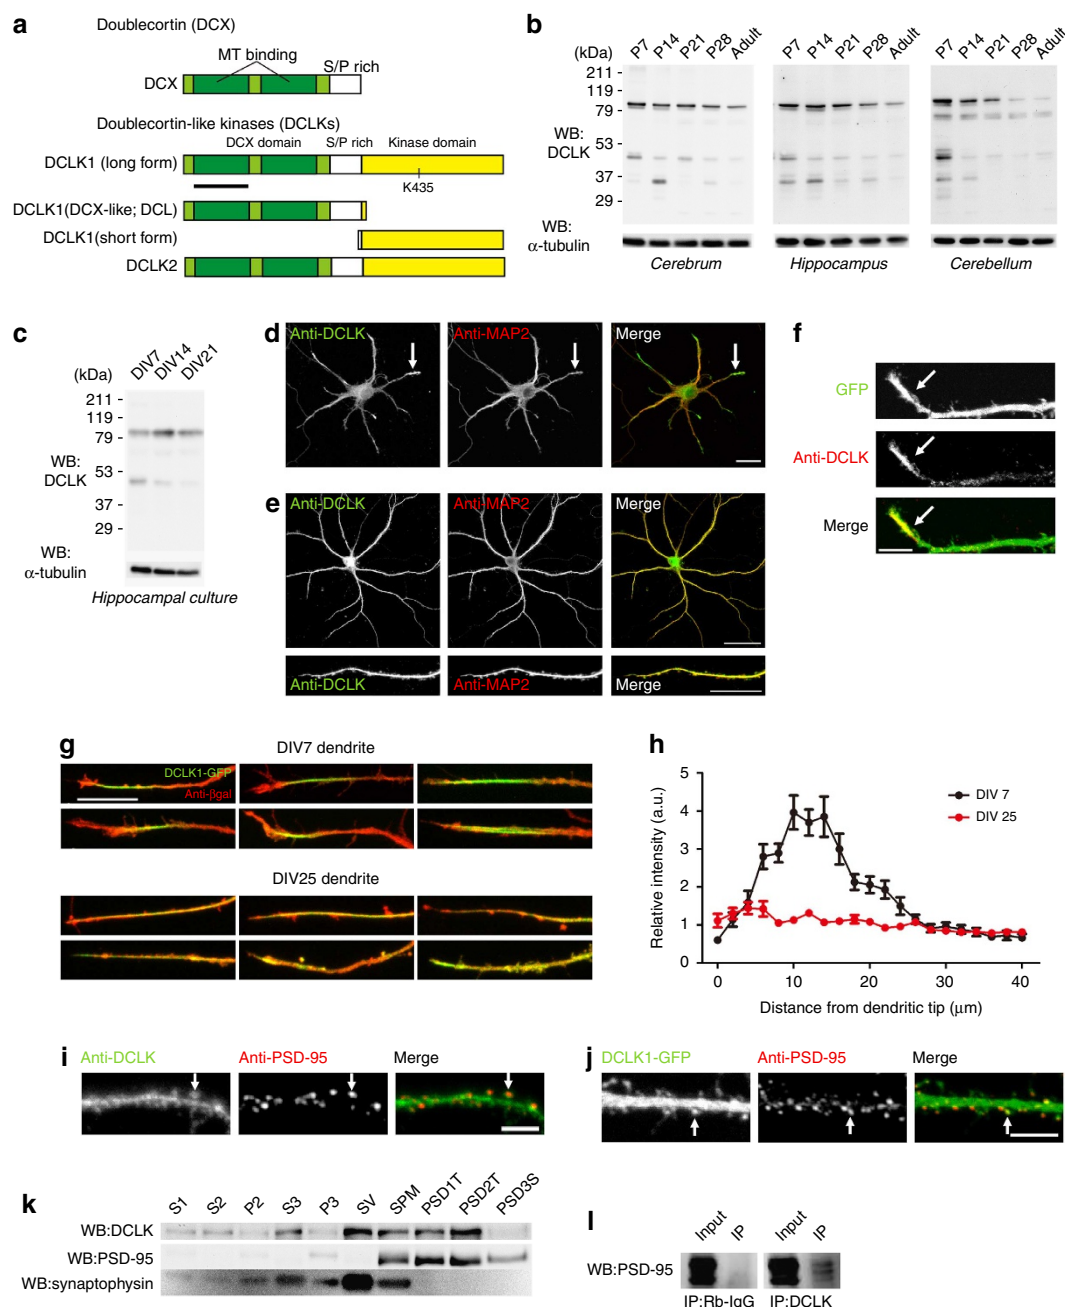 a
Doublecortin (DCX)
MT binding
S/P rich
DCX
Doublecortin-like kinases (DCLKs)
DCX domain
S/P rich
Kinase domain
DCLK1 (long form)
K435
DCLK1(DCX-like; DCL)
DCLK1(short form)
DCLK2
b
P7 P14 P21 P28 Adult
P7 P14 P21 P28 Adult
P7 P14 P21 P28 Adult
(kDa)
211 -
119 -
79 -
WB:
DCLK
53 -
37 -
29 -
WB:
α-tubulin
Cerebrum
Hippocampus
Cerebellum
c
DIV7 DIV14 DIV21
(kDa)
211 -
119 -
79 -
WB:
DCLK
53 -
37 -
29 -
WB:
α-tubulin
Hippocampal culture
d
Anti-DCLK
Anti-MAP2
Merge
e
Anti-DCLK
Anti-MAP2
Merge
Anti-DCLK
Anti-MAP2
Merge
f
GFP
Anti-DCLK
Merge
g
DIV7 dendrite
DCLK1-GFP
Anti-βgal
DIV25 dendrite
h
Relative intensity (a.u.)
5
4
3
2
1
0
DIV 7
DIV 25
0 10 20 30 40
Distance from dendritic tip (µm)
i
Anti-DCLK
Anti-PSD-95
Merge
j
DCLK1-GFP
Anti-PSD-95
Merge
k
S1 S2 P2 S3 P3 SV SPM PSD1T PSD2T PSD3S
WB:DCLK
WB:PSD-95
WB:synaptophysin
l
Input IP
Input IP
WB:PSD-95
IP:Rb-IgG
IP:DCLK